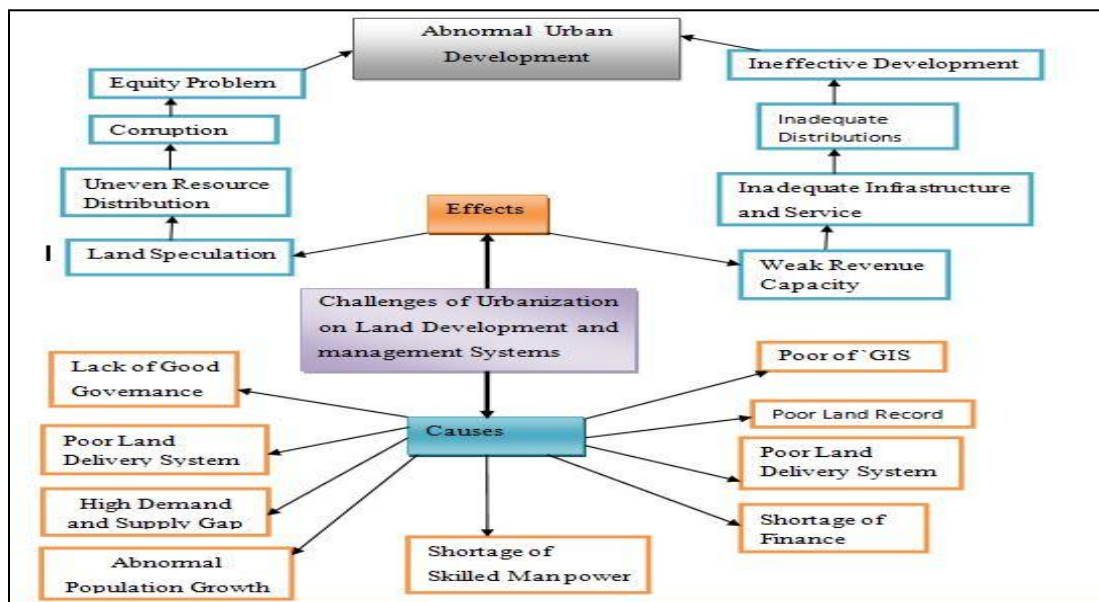 Abnormal Urban
Development
Equity Problem
Corruption
Uneven Resource
Distribution
Land Speculation
Effects
Ineffective Development
Inadequate
Distributions
Inadequate Infrastructure
and Service
Weak Revenue
Capacity
Challenges of Urbanization
on Land Development and
management Systems
Lack of Good
Governance
Poor Land
Delivery System
High Demand
and Supply Gap
Abnormal
Population Growth
Causes
Shortage of
Skilled Manpower
Poor of `GIS
Poor Land Record
Poor Land
Delivery System
Shortage of
Finance